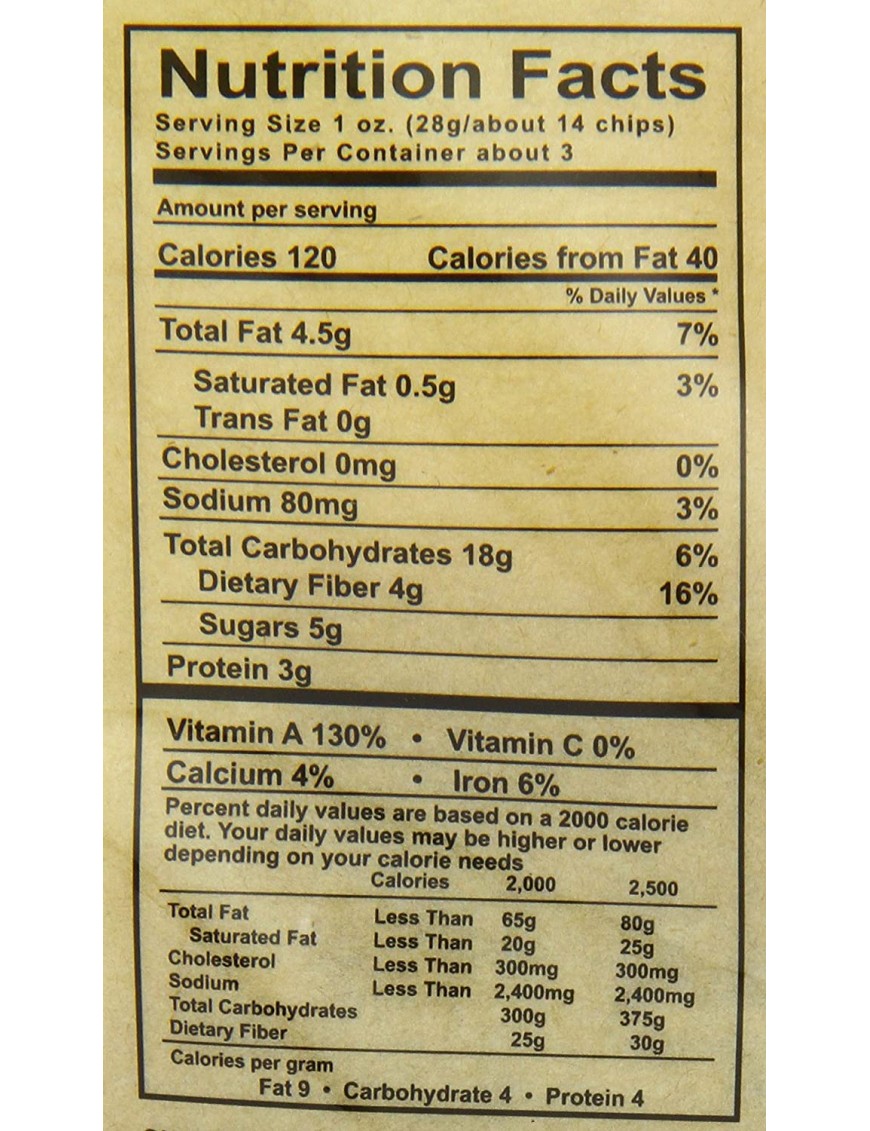 Nutrition Facts
Serving Size 1 oz. (28g/about 14 chips)
Servings Per Container about 3
Amount per serving
Calories 120 Calories from Fat 40
% Daily Values *
Total Fat 4.5g 7%
Saturated Fat 0.5g 3%
Trans Fat 0g
Cholesterol 0mg 0%
Sodium 80mg 3%
Total Carbohydrates 18g 6%
Dietary Fiber 4g 16%
Sugars 5g
Protein 3g
Vitamin A 130% • Vitamin C 0%
Calcium 4% • Iron 6%
Percent daily values are based on a 2000 calorie
diet. Your daily values may be higher or lower
depending on your calorie needs
Calories 2,000 2,500
Total Fat Less Than 65g 80g
Saturated Fat Less Than 20g 25g
Cholesterol Less Than 300mg 300mg
Sodium Less Than 2,400mg 2,400mg
Total Carbohydrates 300g 375g
Dietary Fiber 25g 30g
Calories per gram
Fat 9 • Carbohydrate 4 • Protein 4